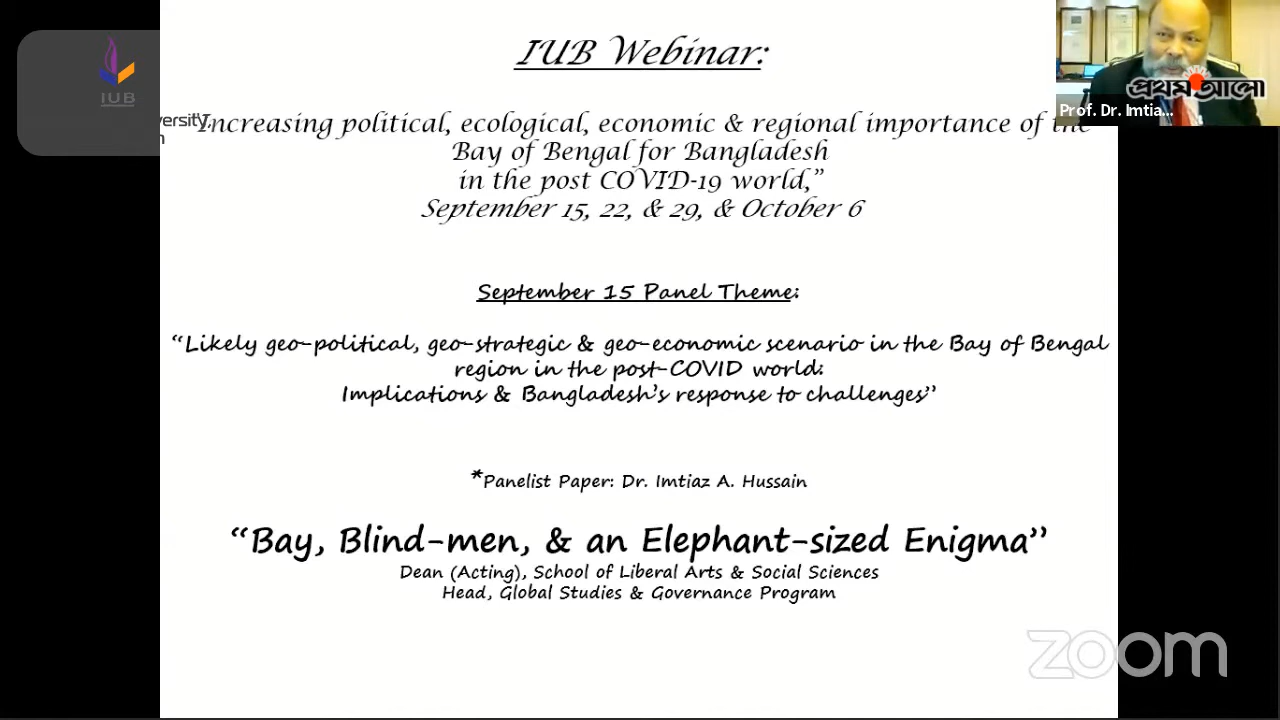 IUB Webinar:
IUB
প্রথম আলো
Prof. Dr. Imtia...
"Increasing political, ecological, economic & regional importance of the
Bay of Bengal for Bangladesh
in the post COVID-19 world,"
September 15, 22, & 29, & October 6
September 15 Panel Theme:
"Likely geo-political, geo-strategic & geo-economic scenario in the Bay of Bengal
region in the post-COVID world:
Implications & Bangladesh's response to challenges"
*Panelist Paper: Dr. Imtiaz A. Hussain
"Bay, Blind-men, & an Elephant-sized Enigma"
Dean (Acting), School of Liberal Arts & Social Sciences
Head, Global Studies & Governance Program
zoom